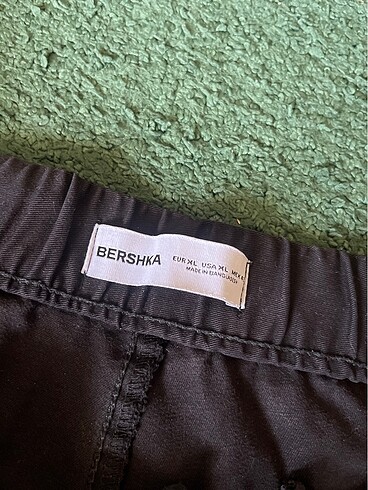 BERSHKA
EUR XL USA XL MEX
MADE IN BANGLADESH